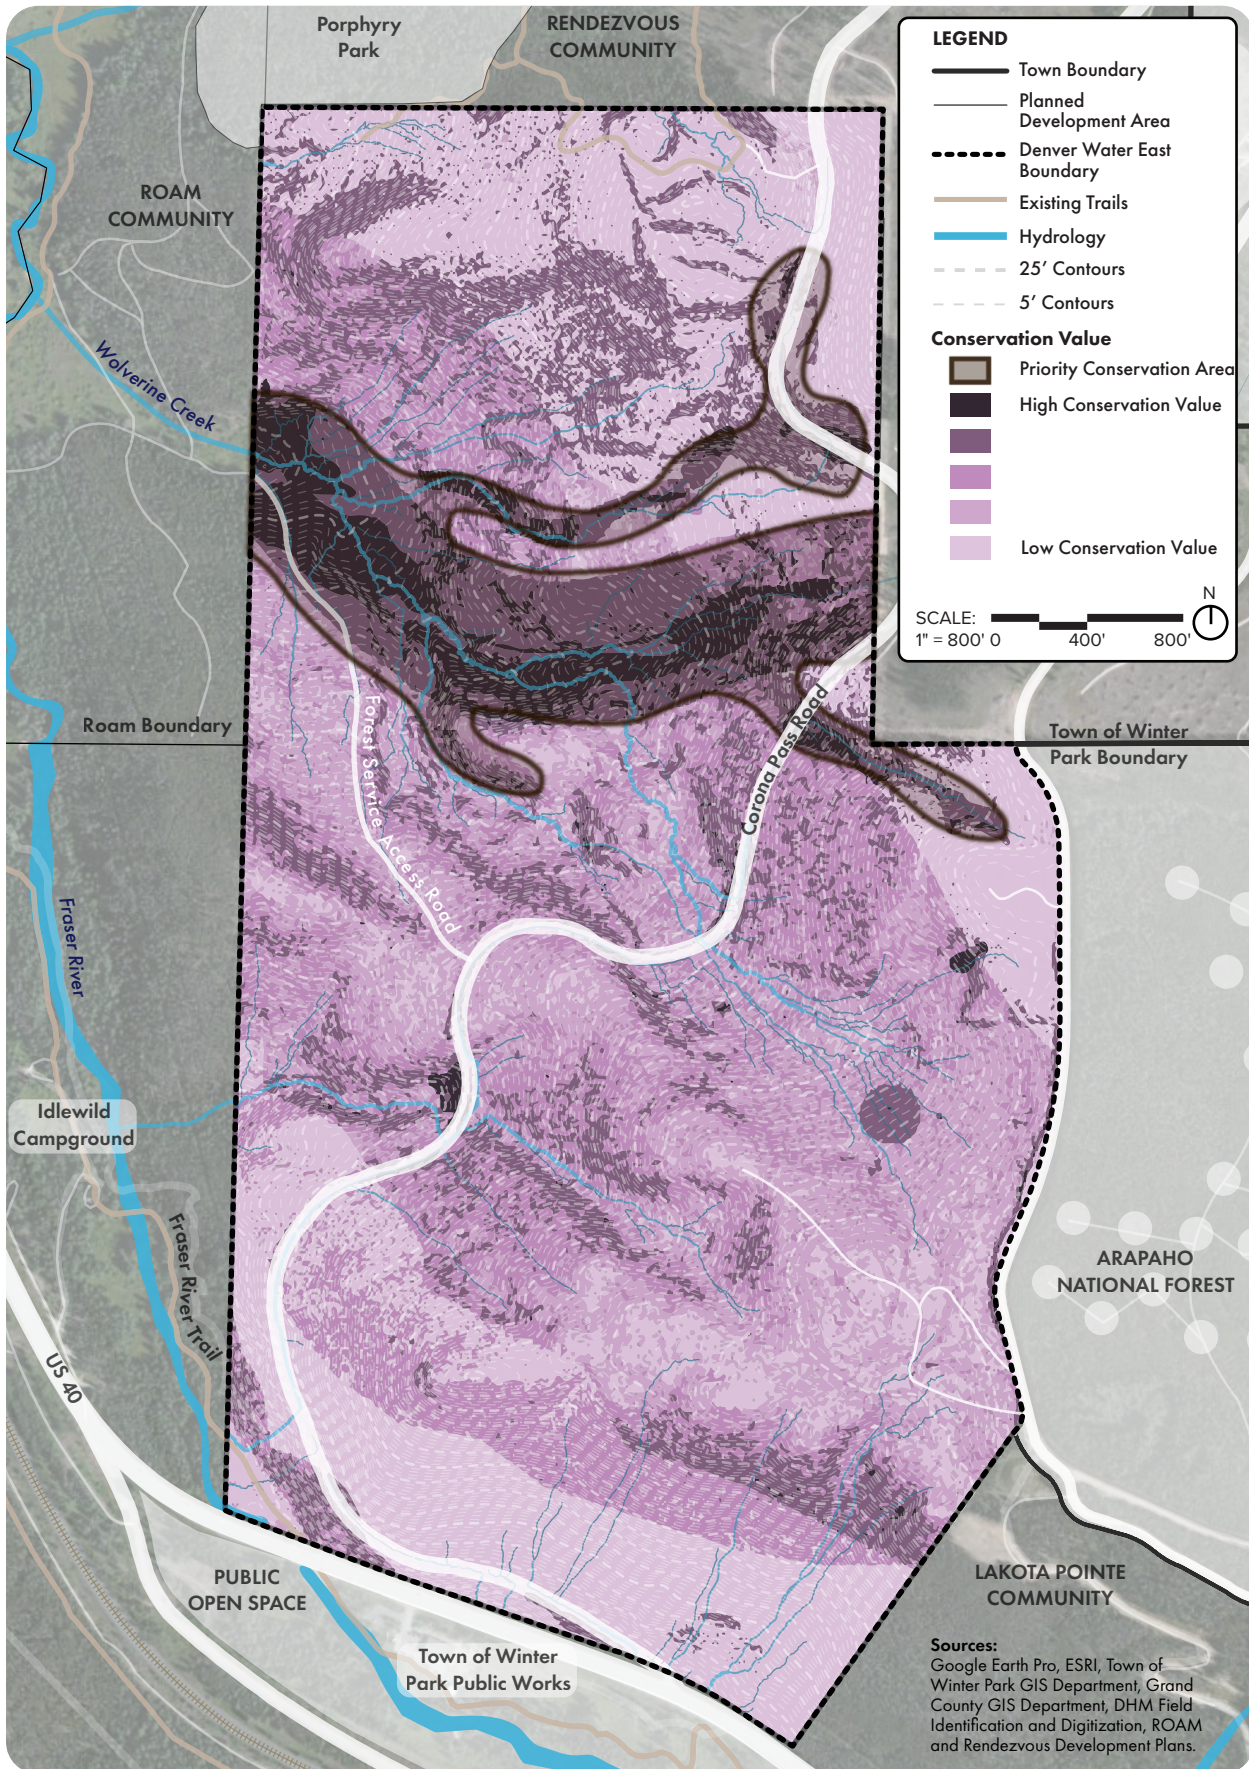 Porphyry
Park
RENDEZVOUS
COMMUNITY
LEGEND
Town Boundary
Planned
Development Area
Denver Water East
Boundary
Existing Trails
Hydrology
25' Contours
5' Contours
Conservation Value
Priority Conservation Area
High Conservation Value
Low Conservation Value
N
SCALE:
1" = 800' 0 400' 800'
ROAM
COMMUNITY
Wolverine Creek
Roam Boundary
Forest Service Access Road
Corona Pass Road
Town of Winter
Park Boundary
Fraser River
Idlewild
Campground
Fraser River Trail
US 40
ARAPAHO
NATIONAL FOREST
PUBLIC
OPEN SPACE
LAKOTA POINTE
COMMUNITY
Town of Winter
Park Public Works
Sources:
Google Earth Pro, ESRI, Town of
Winter Park GIS Department, Grand
County GIS Department, DHM Field
Identification and Digitization, ROAM
and Rendezvous Development Plans.